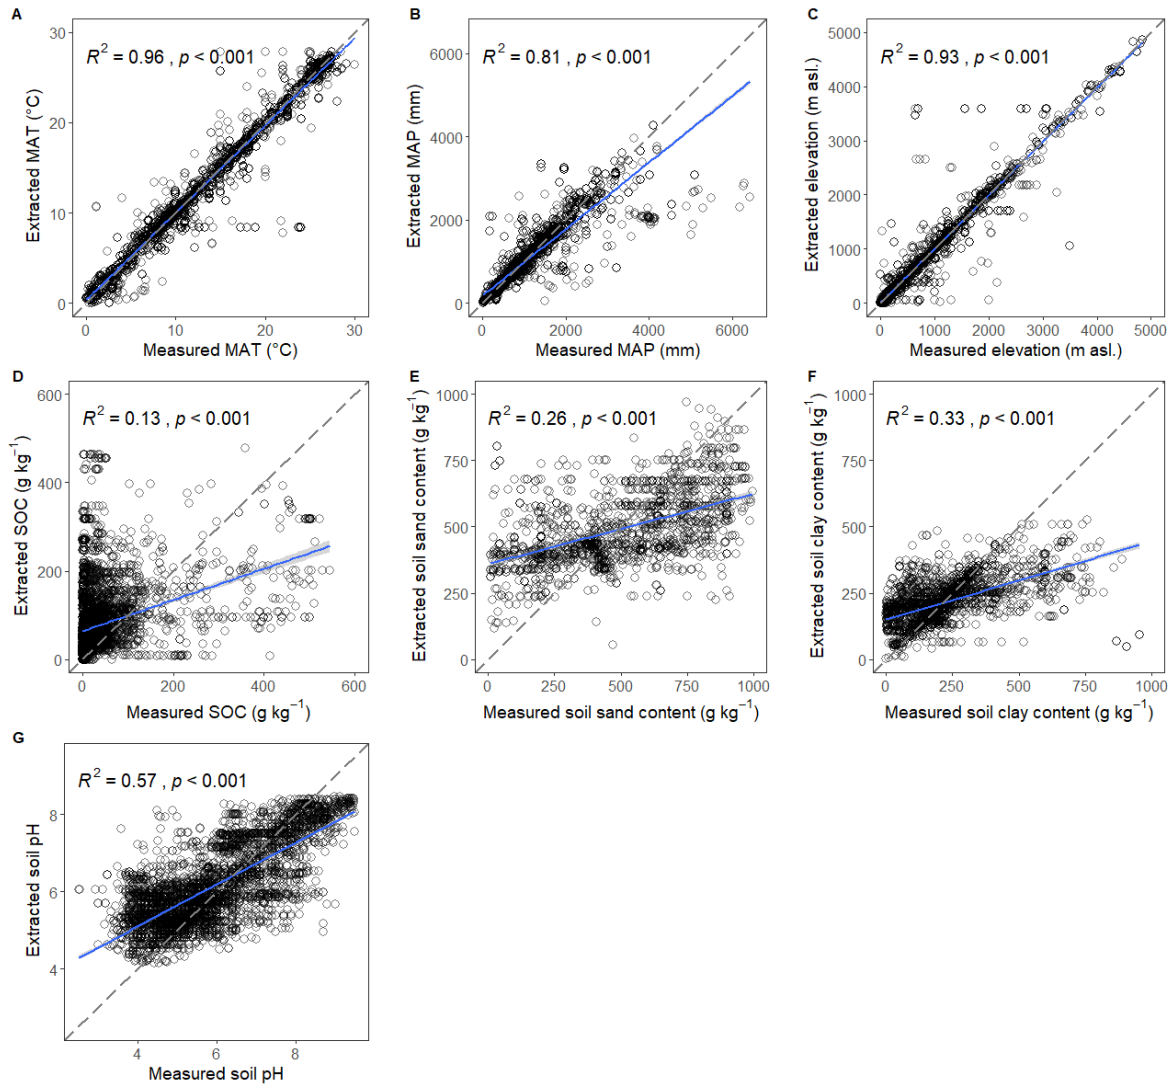 A
R² = 0.96 , p < 0.001
30
20
10
0
0 10 20 30
Extracted MAT (°C)
Measured MAT (°C)
B
R² = 0.81 , p < 0.001
6000
4000
2000
0
0 2000 4000 6000
Extracted MAP (mm)
Measured MAP (mm)
C
R² = 0.93 , p < 0.001
5000
4000
3000
2000
1000
0
0 1000 2000 3000 4000 5000
Extracted elevation (m asl.)
Measured elevation (m asl.)
D
R² = 0.13 , p < 0.001
600
400
200
0
0 200 400 600
Extracted SOC (g kg⁻¹)
Measured SOC (g kg⁻¹)
E
R² = 0.26 , p < 0.001
1000
750
500
250
0
0 250 500 750 1000
Extracted soil sand content (g kg⁻¹)
Measured soil sand content (g kg⁻¹)
F
R² = 0.33 , p < 0.001
1000
750
500
250
0
0 250 500 750 1000
Extracted soil clay content (g kg⁻¹)
Measured soil clay content (g kg⁻¹)
G
R² = 0.57 , p < 0.001
8
6
4
4 6 8
Extracted soil pH
Measured soil pH